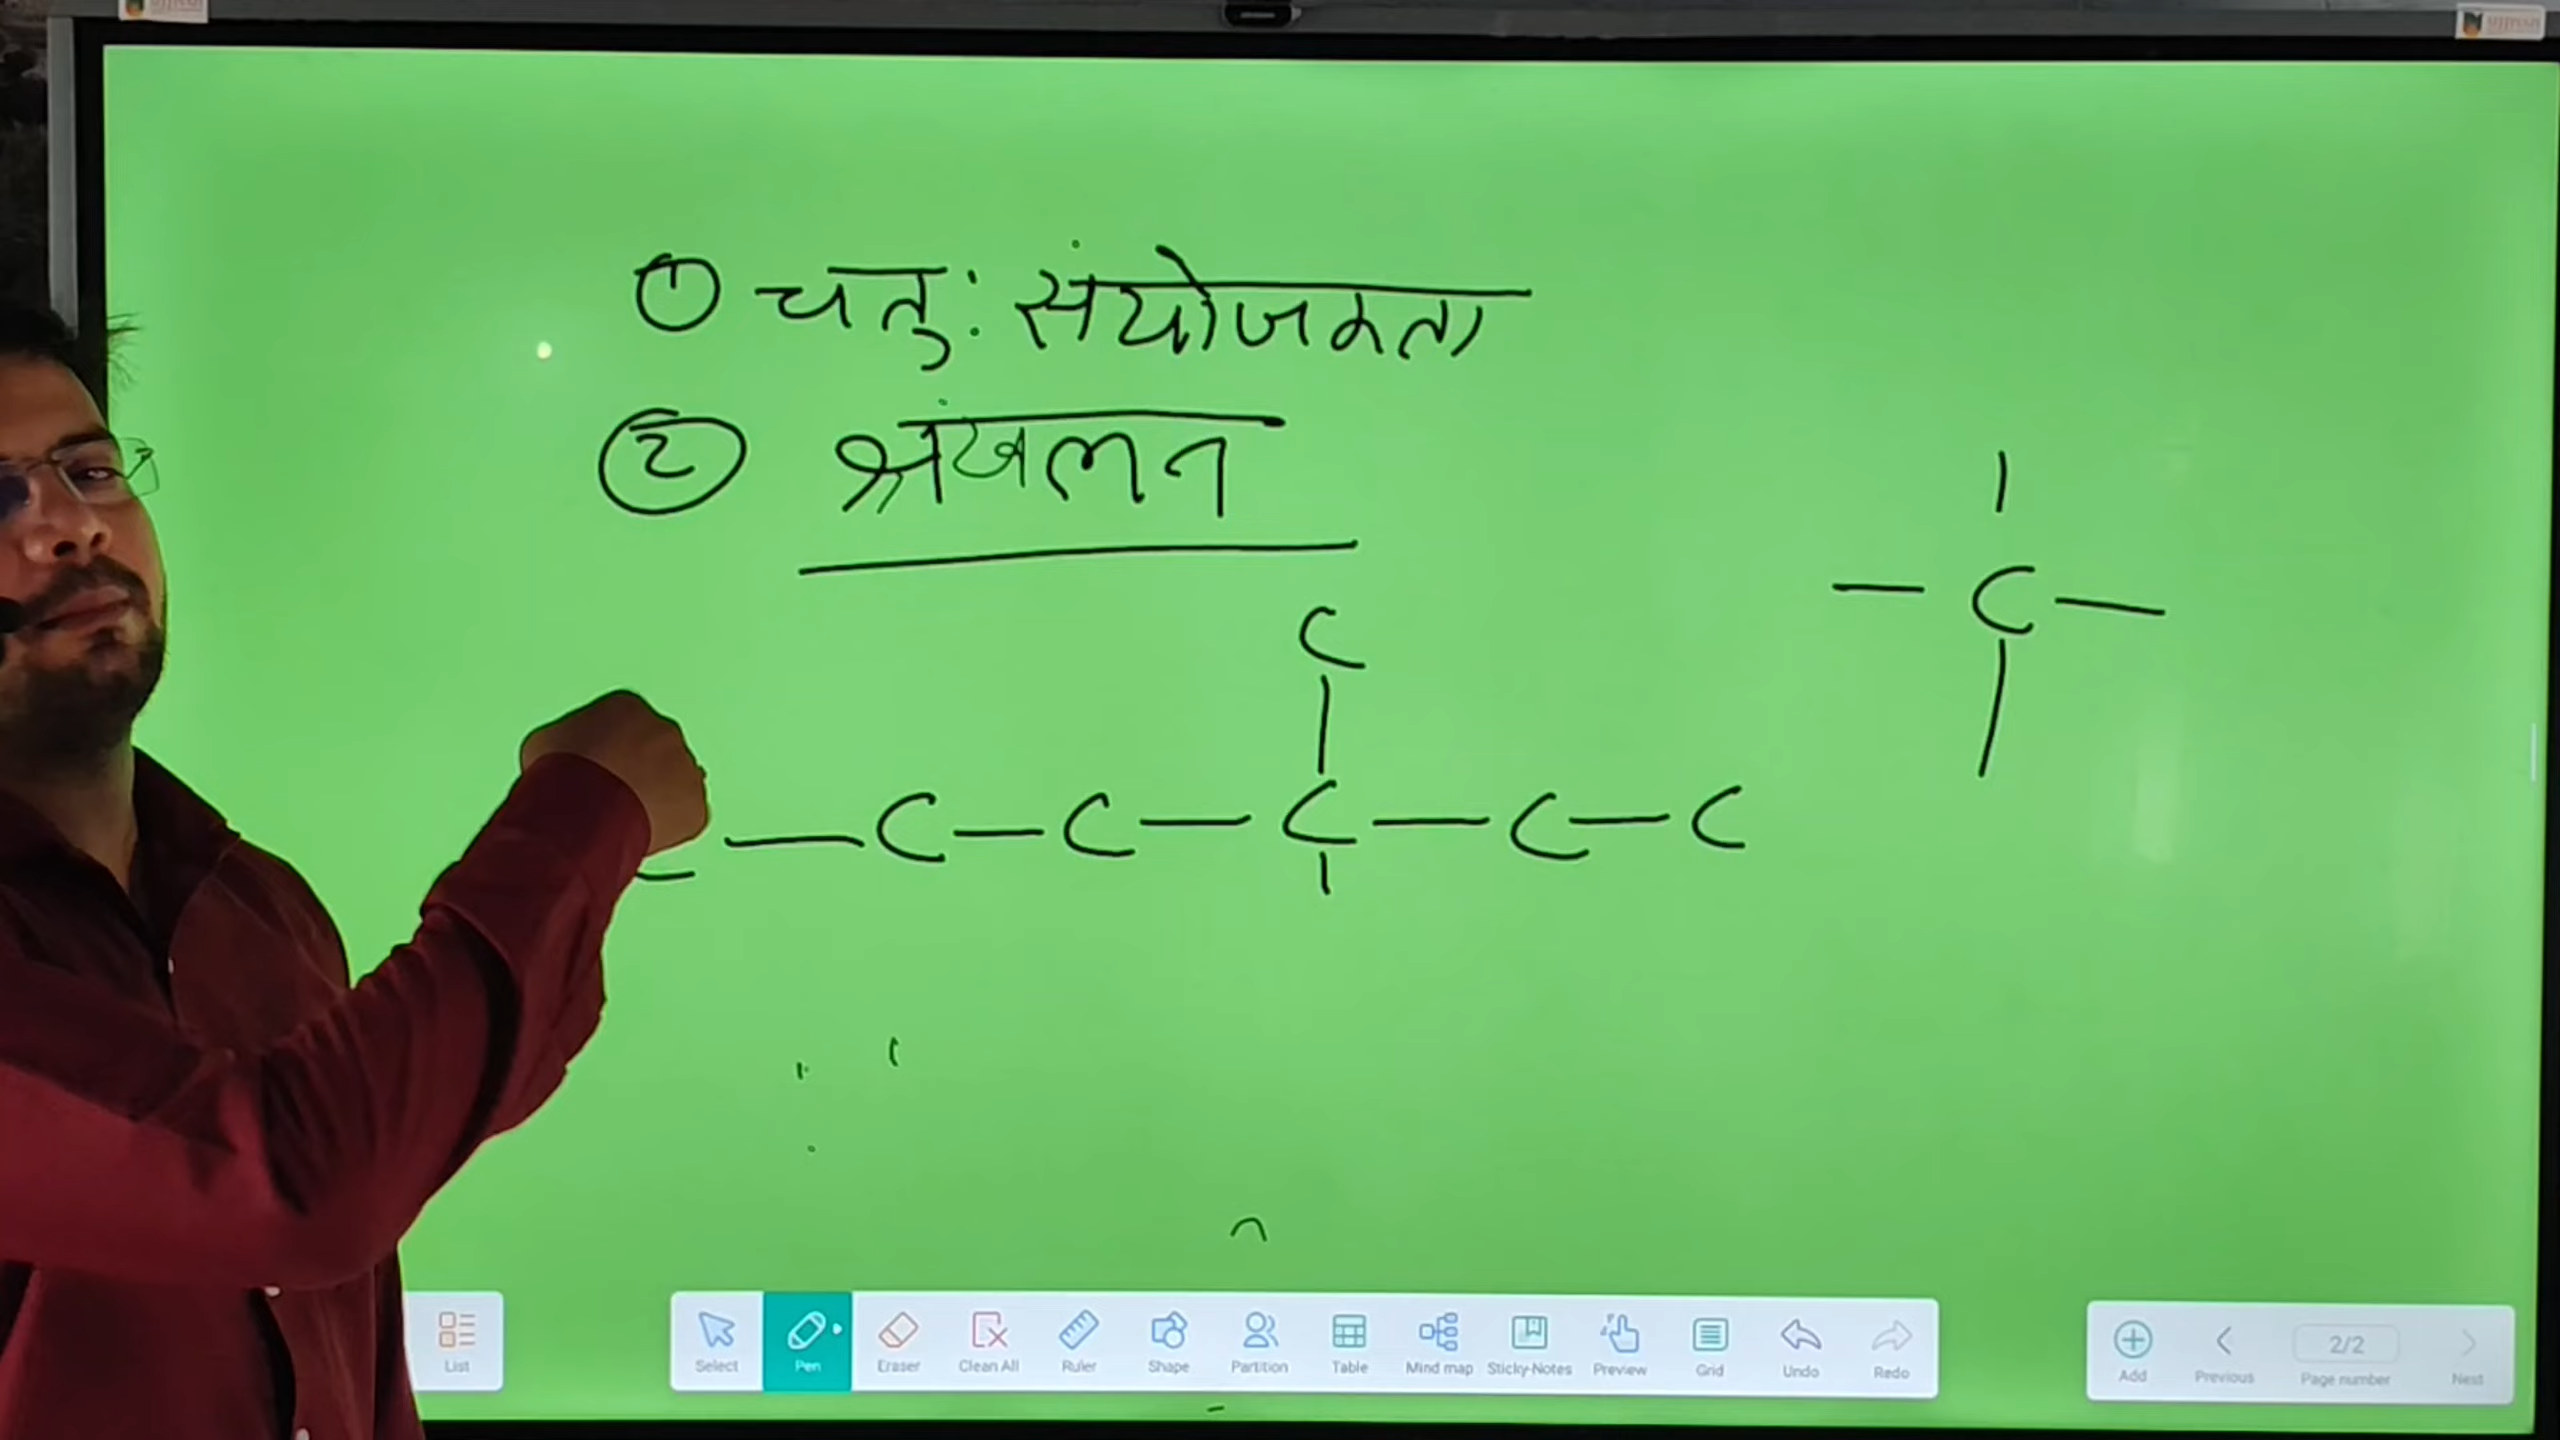 ① चतु: संयोजकता
② श्रंखलन
C
C — C — C — C — C — C
— C —
List
Select Pen Eraser Clean All Ruler Shape Partition Table Mind map Sticky-Notes Preview Grid Undo Redo
Add Previous 2/2 Page number Next